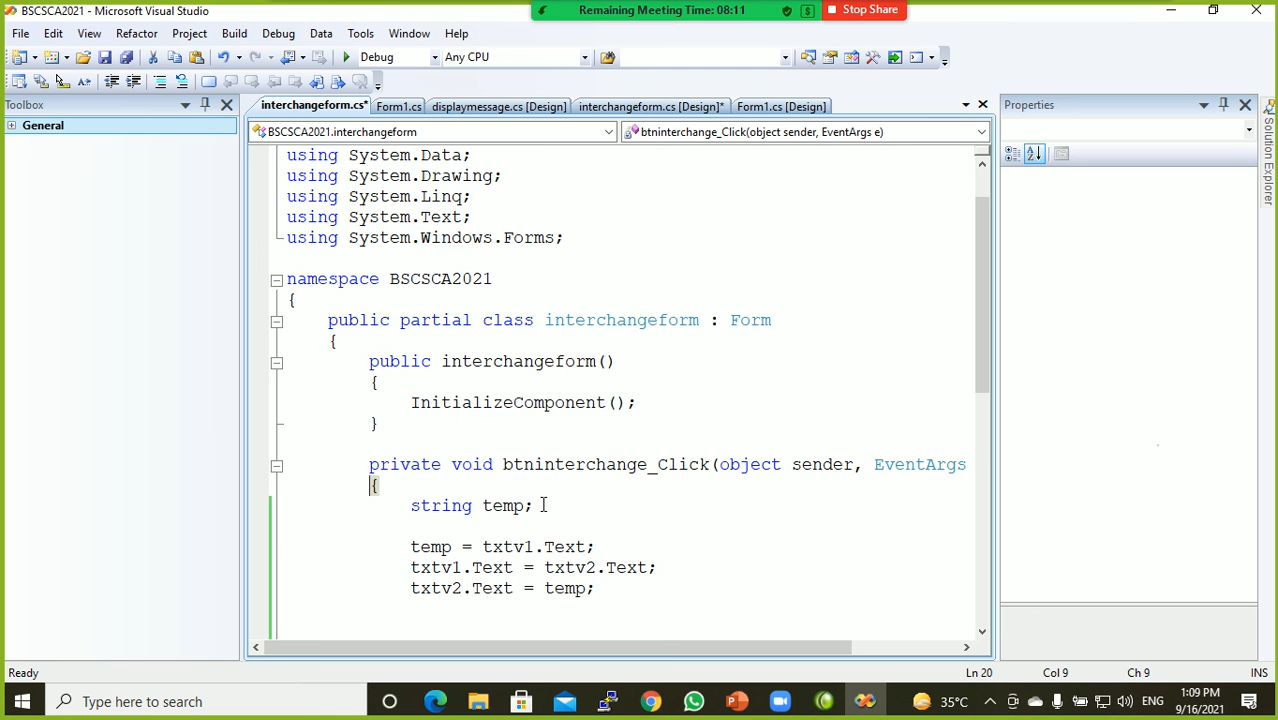 BSCSCA2021 - Microsoft Visual Studio
Remaining Meeting Time: 08:11
Stop Share
File Edit View Refactor Project Build Debug Data Tools Window Help
Debug Any CPU
Toolbox
General
interchangeform.cs* Form1.cs displaymessage.cs [Design] interchangeform.cs [Design]* Form1.cs [Design]
BSCSCA2021.interchangeform
btninterchange_Click(object sender, EventArgs e)
using System.Data;
using System.Drawing;
using System.Linq;
using System.Text;
using System.Windows.Forms;
namespace BSCSCA2021
{
public partial class interchangeform : Form
{
public interchangeform()
{
InitializeComponent();
}
private void btninterchange_Click(object sender, EventArgs
{
string temp;
temp = txtv1.Text;
txtv1.Text = txtv2.Text;
txtv2.Text = temp;
Properties
Solution Explorer
Ready
Ln 20 Col 9 Ch 9 INS
Type here to search
35°C
ENG
1:09 PM
9/16/2021